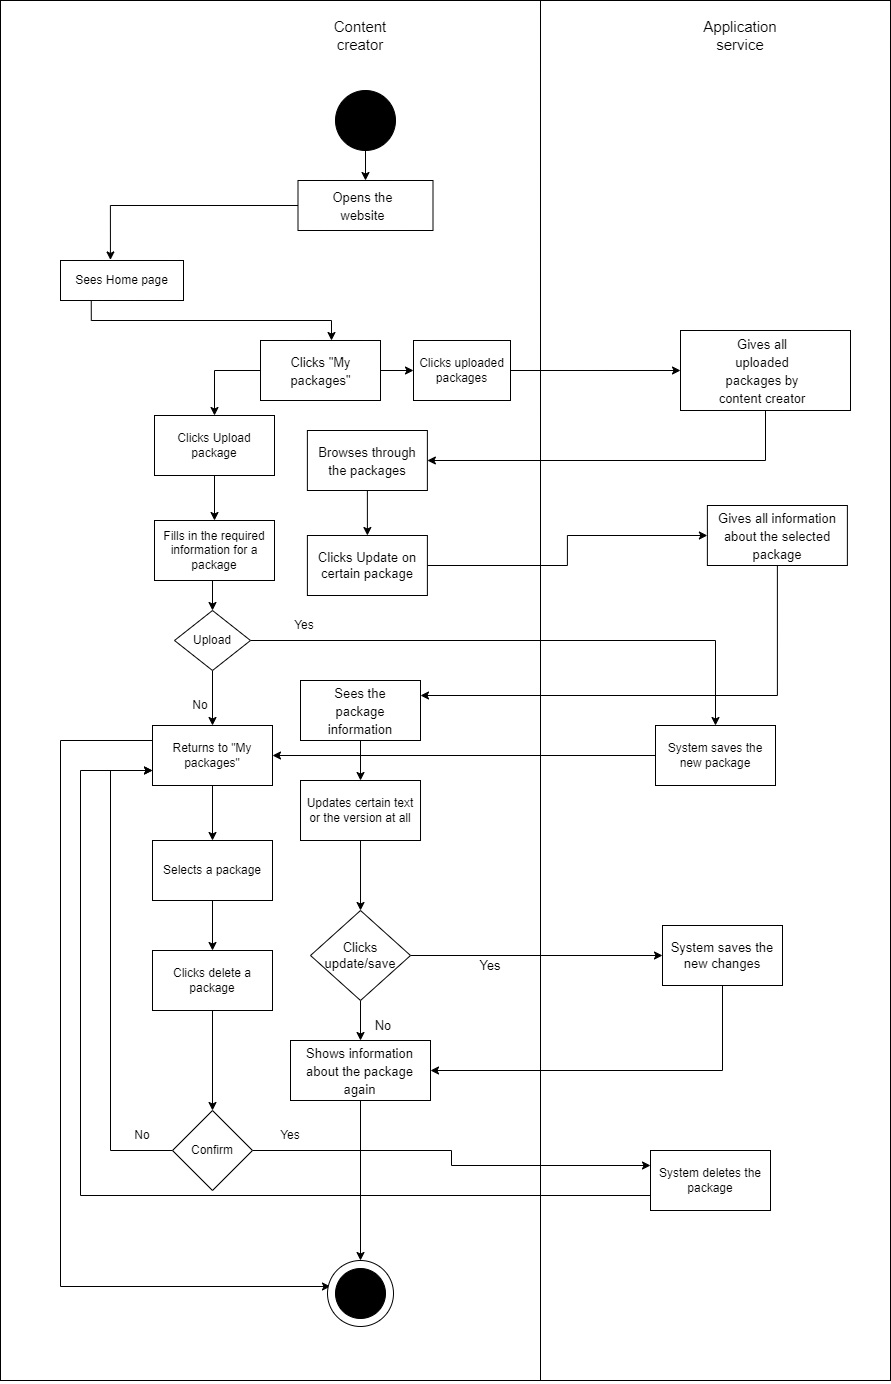 Content
creator
Application
service
Opens the
website
Sees Home page
Clicks "My
packages"
Clicks uploaded
packages
Gives all
uploaded
packages by
content creator
Clicks Upload
package
Browses through
the packages
Fills in the required
information for a
package
Clicks Update on
certain package
Gives all information
about the selected
package
Upload
Yes
No
Sees the
package
information
Returns to "My
packages"
System saves the
new package
Updates certain text
or the version at all
Selects a package
Clicks
update/save
Yes
System saves the
new changes
Clicks delete a
package
No
Shows information
about the package
again
No
Confirm
Yes
System deletes the
package